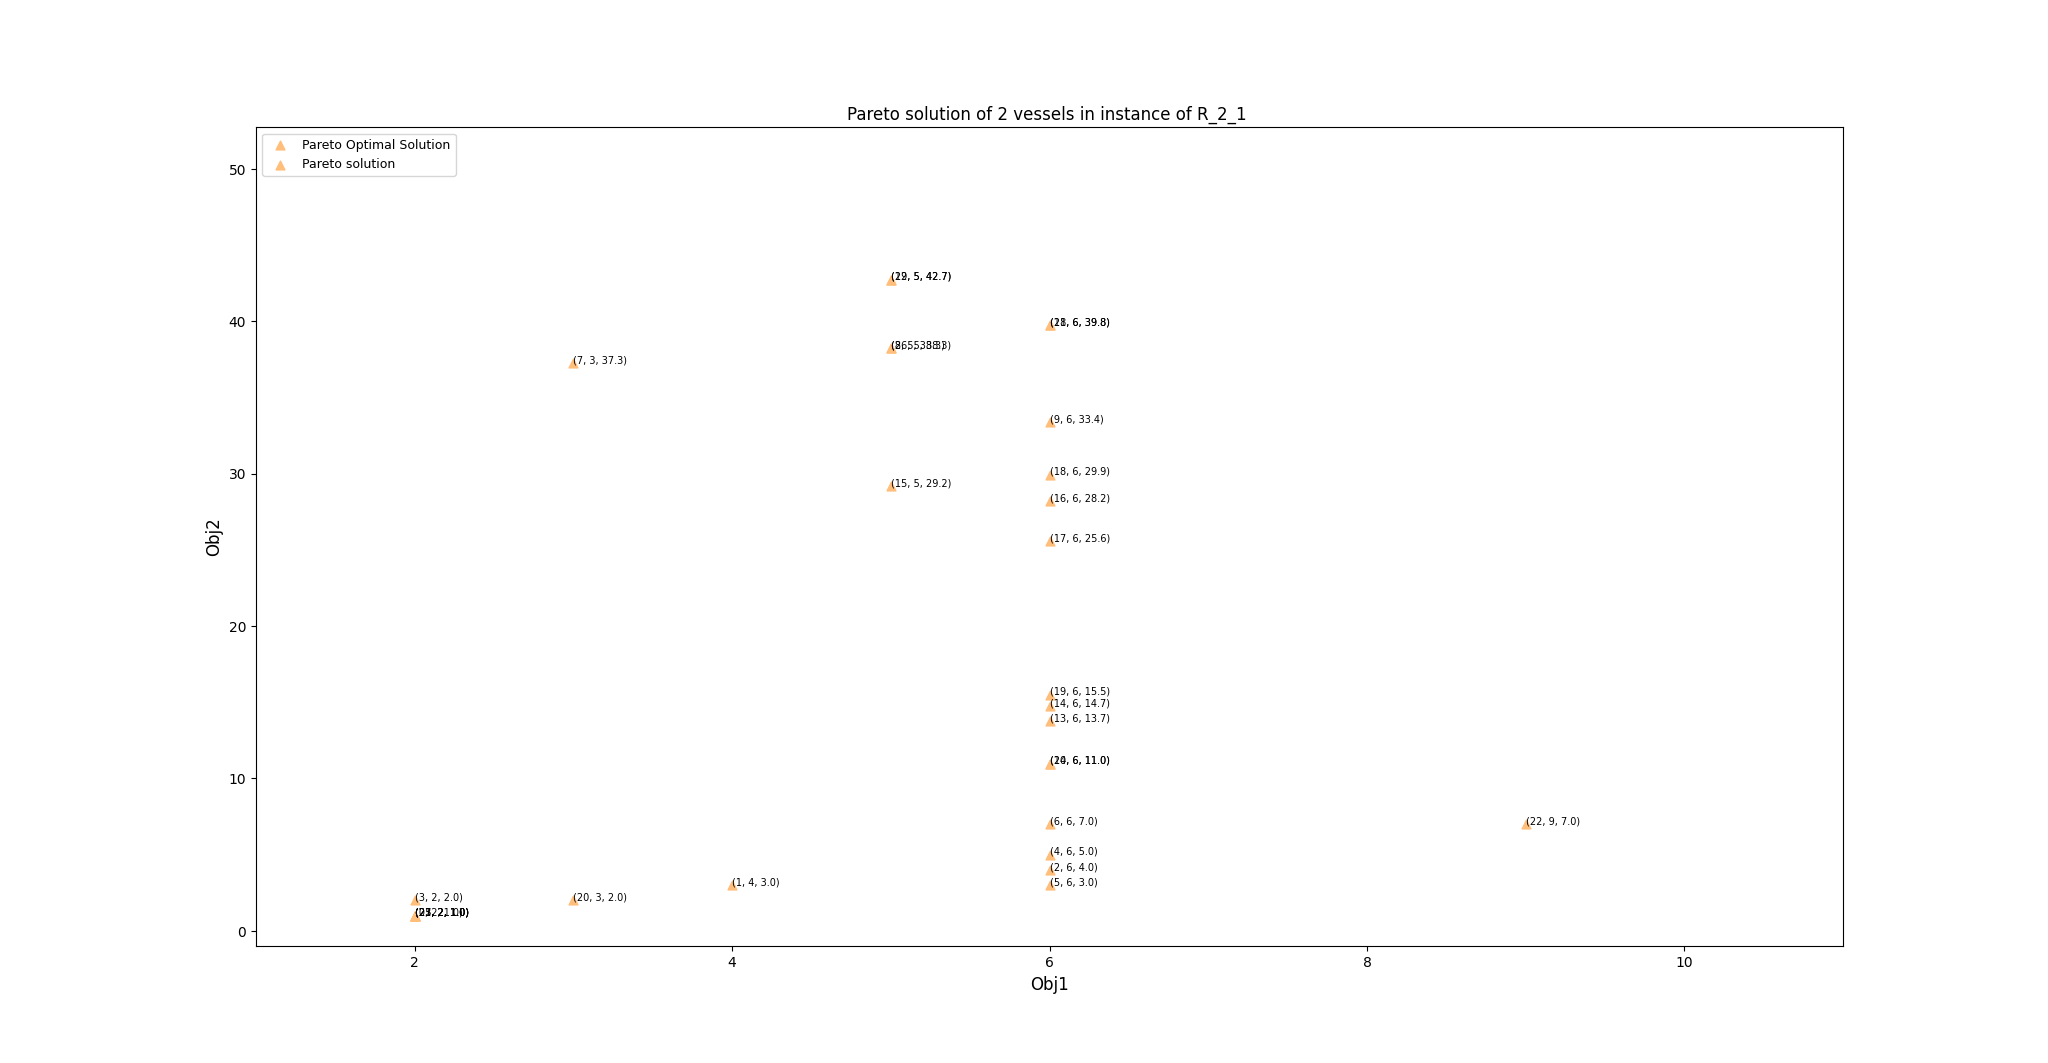 Pareto solution of 2 vessels in instance of R_2_1
Pareto Optimal Solution
Pareto solution
50
40
30
20
10
0
Obj2
(7, 3, 37.3)
(9, 6, 33.4)
(18, 6, 29.9)
(15, 5, 29.2)
(16, 6, 28.2)
(17, 6, 25.6)
(19, 6, 15.5)
(14, 6, 14.7)
(13, 6, 13.7)
(6, 6, 7.0)
(22, 9, 7.0)
(4, 6, 5.0)
(2, 6, 4.0)
(1, 4, 3.0)
(5, 6, 3.0)
(3, 2, 2.0)
(20, 3, 2.0)
2
4
6
8
10
Obj1